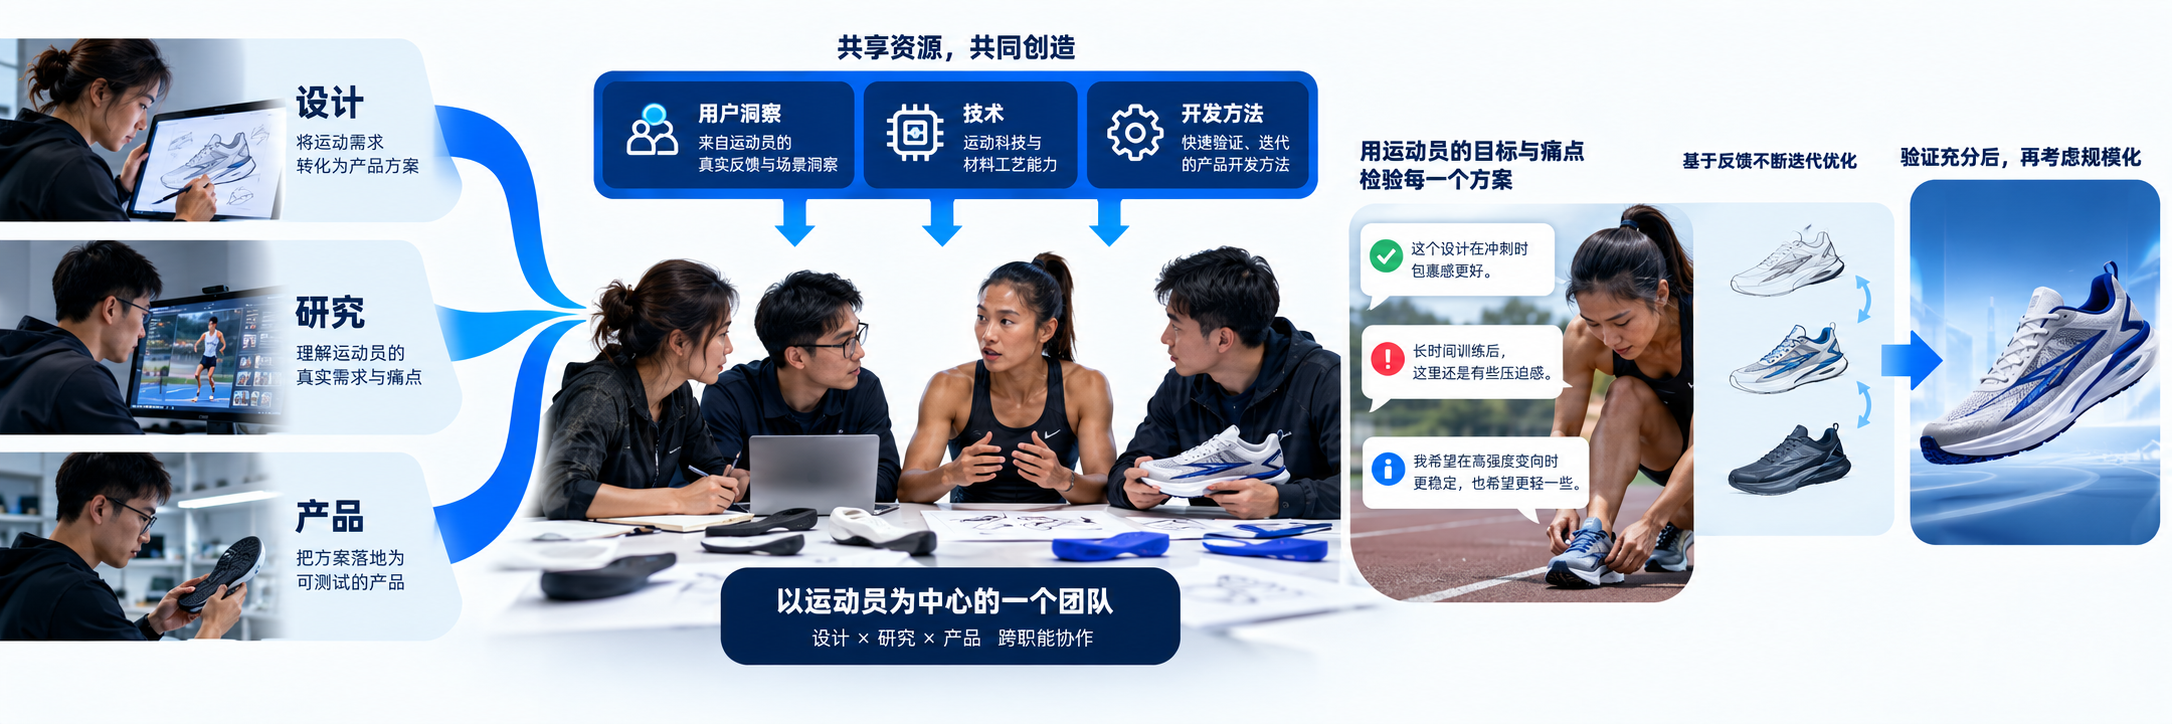 设计
将运动需求
转化为产品方案
研究
理解运动员的
真实需求与痛点
产品
把方案落地为
可测试的产品
共享资源，共同创造
用户洞察
来自运动员的
真实反馈与场景洞察
技术
运动科技与
材料工艺能力
开发方法
快速验证、迭代
的产品开发方法
以运动员为中心的一个团队
设计 × 研究 × 产品 跨职能协作
用运动员的目标与痛点
检验每一个方案
这个设计在冲刺时
包裹感更好。
长时间训练后，
这里还是有些压迫感。
我希望在高强度变向时
更稳定，也希望更轻一些。
基于反馈不断迭代优化
验证充分后，再考虑规模化